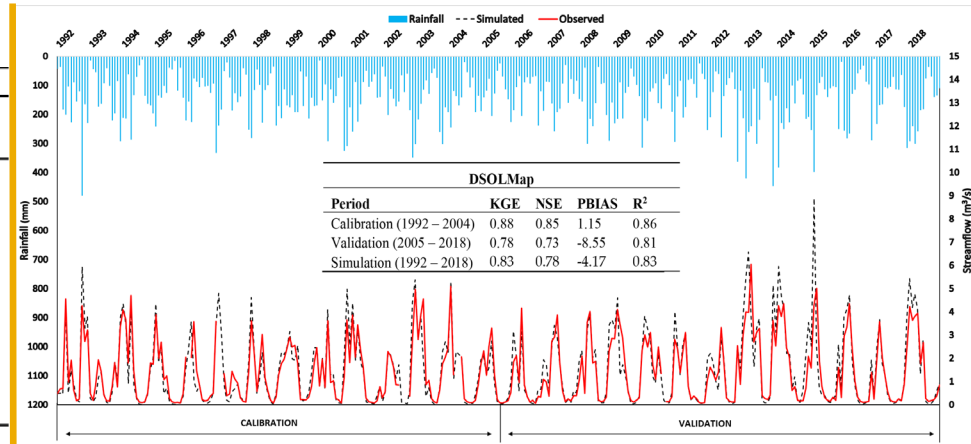 Rainfall Simulated Observed
1992 1993 1994 1995 1996 1997 1998 1999 2000 2001 2002 2003 2004 2005 2006 2007 2008 2009 2010 2011 2012 2013 2014 2015 2016 2017 2018
0 15
100 14
200 13
300 12
400 11
500 10
600 9
700 8
800 7
900 6
1000 5
1100 4
1200 3
2
1
0
Rainfall (mm)
Streamflow (m³/s)
DSOLMap
Period KGE NSE PBIAS R²
Calibration (1992 – 2004) 0.88 0.85 1.15 0.86
Validation (2005 – 2018) 0.78 0.73 -8.55 0.81
Simulation (1992 – 2018) 0.83 0.78 -4.17 0.83
CALIBRATION VALIDATION